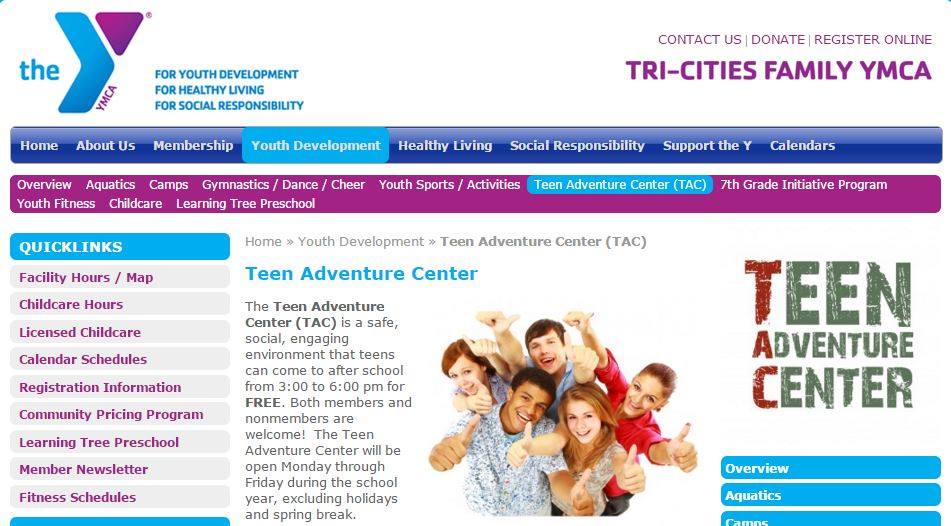 the
YMCA
®
FOR YOUTH DEVELOPMENT
FOR HEALTHY LIVING
FOR SOCIAL RESPONSIBILITY
CONTACT US | DONATE | REGISTER ONLINE
TRI-CITIES FAMILY YMCA
Home About Us Membership Youth Development Healthy Living Social Responsibility Support the Y Calendars
Overview Aquatics Camps Gymnastics / Dance / Cheer Youth Sports / Activities Teen Adventure Center (TAC) 7th Grade Initiative Program
Youth Fitness Childcare Learning Tree Preschool
QUICKLINKS
Facility Hours / Map
Childcare Hours
Licensed Childcare
Calendar Schedules
Registration Information
Community Pricing Program
Learning Tree Preschool
Member Newsletter
Fitness Schedules
Home » Youth Development » Teen Adventure Center (TAC)
Teen Adventure Center
The Teen Adventure
Center (TAC) is a safe,
social, engaging
environment that teens
can come to after school
from 3:00 to 6:00 pm for
FREE. Both members and
nonmembers are
welcome! The Teen
Adventure Center will be
open Monday through
Friday during the school
year, excluding holidays
and spring break.
TEEN
ADVENTURE
CENTER
Overview
Aquatics
Camps